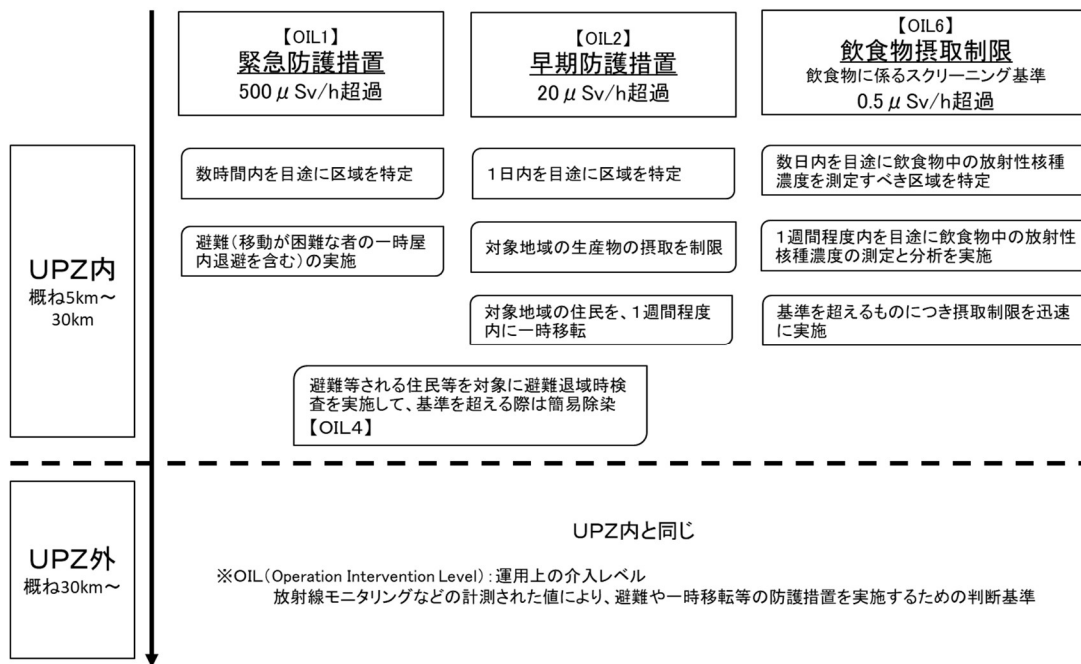 【OIL1】
緊急防護措置
500μSv/h超過
【OIL2】
早期防護措置
20μSv/h超過
【OIL6】
飲食物摂取制限
飲食物に係るスクリーニング基準
0.5μSv/h超過
UPZ内
概ね5km～
30km
数時間内を目途に区域を特定
避難（移動が困難な者の一時屋
内退避を含む）の実施
1日内を目途に区域を特定
対象地域の生産物の摂取を制限
対象地域の住民を、1週間程度
内に一時移転
数日内を目途に飲食物中の放射性核種
濃度を測定すべき区域を特定
1週間程度内を目途に飲食物中の放射性
核種濃度の測定と分析を実施
基準を超えるものにつき摂取制限を迅速
に実施
避難等される住民等を対象に避難退域時検
査を実施して、基準を超える際は簡易除染
【OIL4】
UPZ外
概ね30km～
UPZ内と同じ
※OIL（Operation Intervention Level）：運用上の介入レベル
放射線モニタリングなどの計測された値により、避難や一時移転等の防護措置を実施するための判断基準